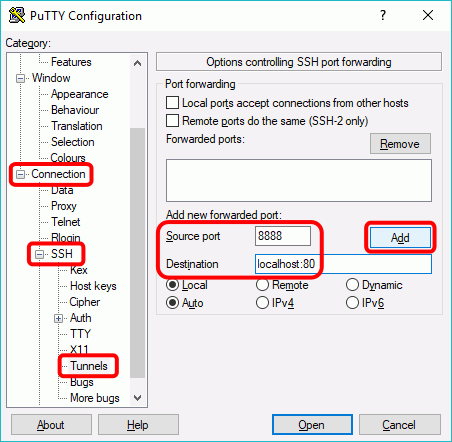 PuTTY Configuration
Category:
Features
Window
Appearance
Behaviour
Translation
Selection
Colours
Connection
Data
Proxy
Telnet
Rlogin
SSH
Kex
Host keys
Cipher
Auth
TTY
X11
Tunnels
Bugs
More bugs
Options controlling SSH port forwarding
Port forwarding
Local ports accept connections from other hosts
Remote ports do the same (SSH-2 only)
Forwarded ports:
Remove
Add new forwarded port:
Source port 8888 Add
Destination localhost:80
Local Remote Dynamic
Auto IPv4 IPv6
About Help Open Cancel